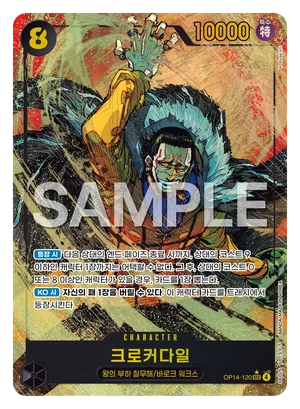 8
10000
특수
特
SAMPLE
등장 시 다음 상대의 엔드 페이즈 종료 시까지, 상대의 코스트 9
이하인 캐릭터 1장까지는 어택할 수 없다. 그 후, 상대의 코스트 0
또는 8 이상인 캐릭터가 있을 경우, 카드를 1장 뽑는다.
KO 시 자신의 패 1장을 버릴 수 있다: 이 캐릭터 카드를 트래시에서
등장시킨다.
CHARACTER
크로커다일
왕의 부하 칠무해/바로크 워크스
OP14-120
4